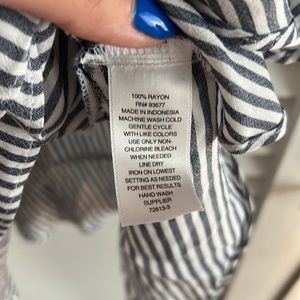 100% RAYON
RN# 93677
MADE IN INDONESIA
MACHINE WASH COLD
GENTLE CYCLE
WITH LIKE COLORS
USE ONLY NON-
CHLORINE BLEACH
WHEN NEEDED
LINE DRY
IRON ON LOWEST
SETTING AS NEEDED
FOR BEST RESULTS
HAND WASH
SUPPLIER
72613-3